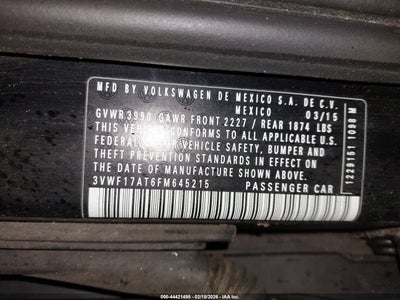 MFD BY VOLKSWAGEN DE MEXICO S.A. DE C.V.
MEXICO 03/15
GVWR 3990 GAWR FRONT 2227 / REAR 1874 LBS
THIS VEHICLE CONFORMS TO ALL APPLICABLE U.S.
FEDERAL MOTOR VEHICLE SAFETY, BUMPER AND
THEFT PREVENTION STANDARDS IN EFFECT ON THE
DATE OF MANUFACTURE SHOWN ABOVE.
3VWF17AT6FM645215 PASSENGER CAR
12291511098 M
000-44421495 - 02/18/2026 - IAA Inc.